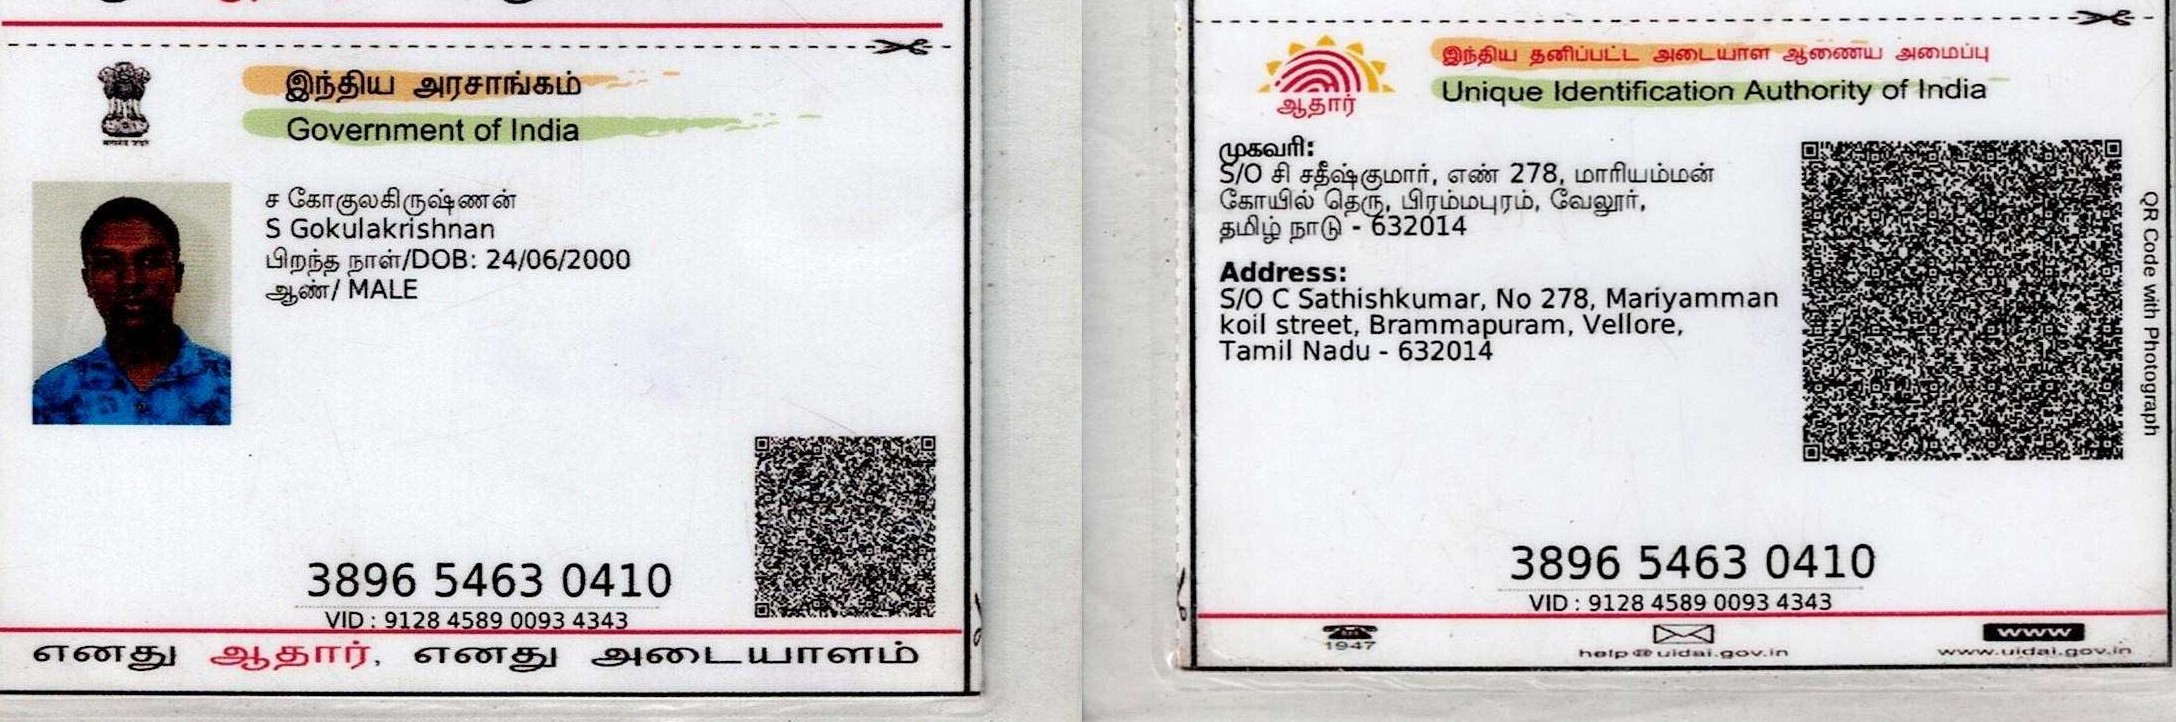 இந்திய அரசாங்கம்
Government of India
ச கோகுலகிருஷ்ணன்
S Gokulakrishnan
பிறந்த நாள்/DOB: 24/06/2000
ஆண்/ MALE
3896 5463 0410
VID : 9128 4589 0093 4343
எனது ஆதார், எனது அடையாளம்
இந்திய தனிப்பட்ட அடையாள ஆணைய அமைப்பு
Unique Identification Authority of India
ஆதார்
முகவரி:
S/O சி சதீஷ்குமார், எண் 278, மாரியம்மன்
கோயில் தெரு, பிரம்மபுரம், வேலூர்,
தமிழ் நாடு - 632014
Address:
S/O C Sathishkumar, No 278, Mariyamman
koil street, Brammapuram, Vellore,
Tamil Nadu - 632014
QR Code with Photograph
3896 5463 0410
VID : 9128 4589 0093 4343
1947
help@uidai.gov.in
www
www.uidai.gov.in